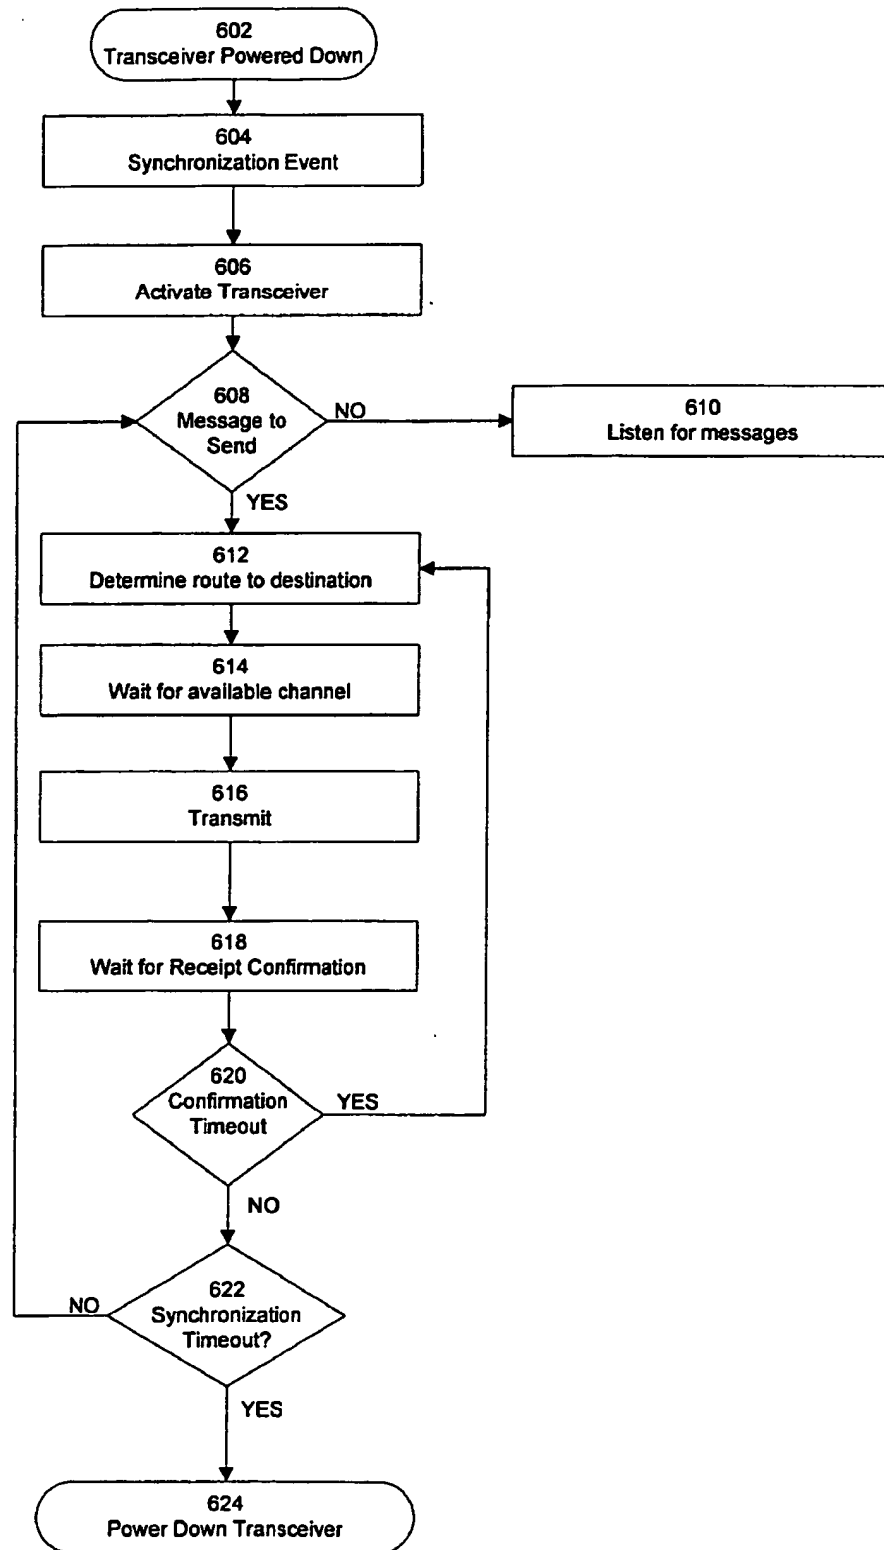 602
Transceiver Powered Down
604
Synchronization Event
606
Activate Transceiver
608
Message to
Send
NO
610
Listen for messages
YES
612
Determine route to destination
614
Wait for available channel
616
Transmit
618
Wait for Receipt Confirmation
620
Confirmation
Timeout
YES
NO
622
Synchronization
Timeout?
NO
YES
624
Power Down Transceiver